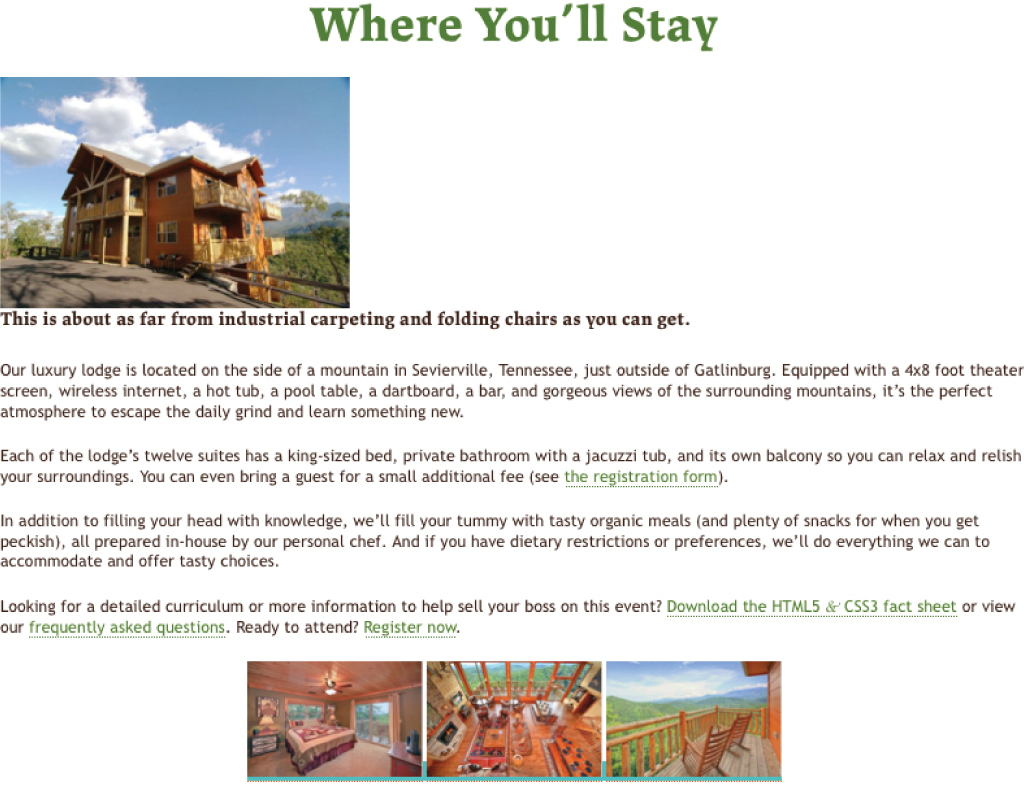 Where You’ll Stay
This is about as far from industrial carpeting and folding chairs as you can get.
Our luxury lodge is located on the side of a mountain in Sevierville, Tennessee, just outside of Gatlinburg. Equipped with a 4x8 foot theater
screen, wireless internet, a hot tub, a pool table, a dartboard, a bar, and gorgeous views of the surrounding mountains, it’s the perfect
atmosphere to escape the daily grind and learn something new.
Each of the lodge’s twelve suites has a king-sized bed, private bathroom with a jacuzzi tub, and its own balcony so you can relax and relish
your surroundings. You can even bring a guest for a small additional fee (see the registration form).
In addition to filling your head with knowledge, we’ll fill your tummy with tasty organic meals (and plenty of snacks for when you get
peckish), all prepared in-house by our personal chef. And if you have dietary restrictions or preferences, we’ll do everything we can to
accommodate and offer tasty choices.
Looking for a detailed curriculum or more information to help sell your boss on this event? Download the HTML5 & CSS3 fact sheet or view
our frequently asked questions. Ready to attend? Register now.